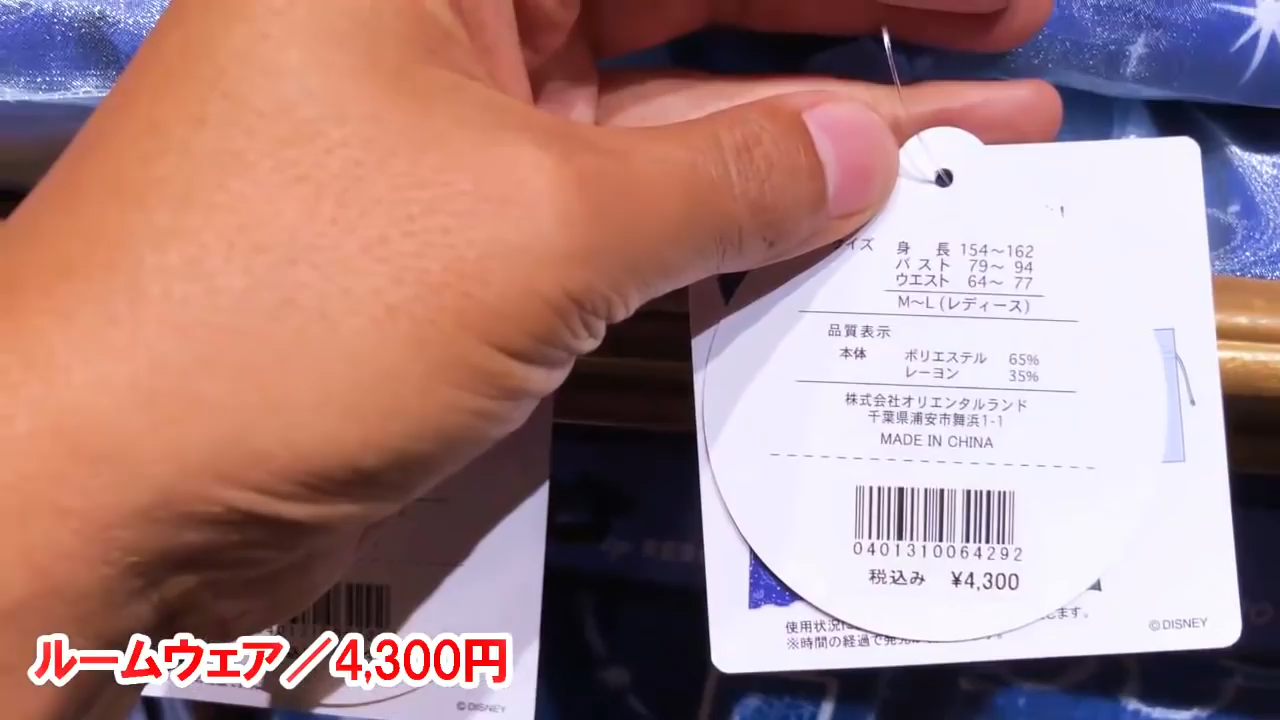 身長 154～162
バスト 79～ 94
ウエスト 64～ 77
M～L (レディース)
品質表示
本体 ポリエステル 65%
レーヨン 35%
株式会社オリエンタルランド
千葉県浦安市舞浜1-1
MADE IN CHINA
0401310064292
税込み ¥4,300
使用状況
※時間の経過で発
©DISNEY
ルームウェア／4,300円
©DISNEY